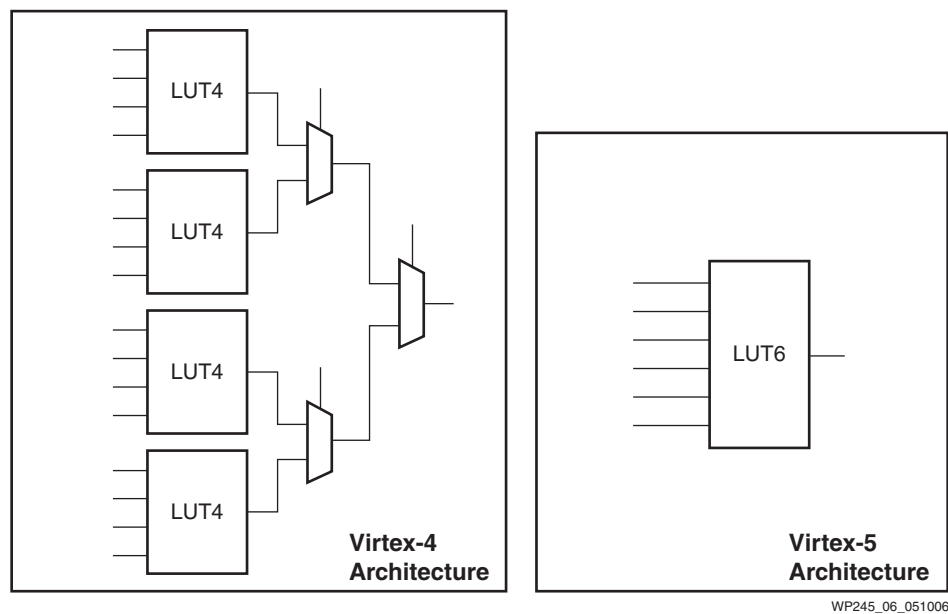 LUT4
LUT4
LUT4
LUT4
Virtex-4
Architecture
LUT6
Virtex-5
Architecture
WP245_06_051006